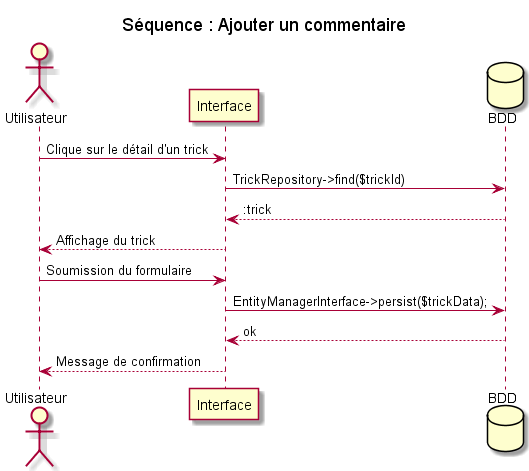 Séquence : Ajouter un commentaire
Utilisateur
Interface
BDD
Clique sur le détail d'un trick
TrickRepository->find($trickId)
:trick
Affichage du trick
Soumission du formulaire
EntityManagerInterface->persist($trickData);
ok
Message de confirmation
Utilisateur
Interface
BDD